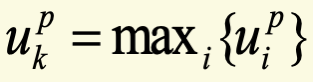 $u_k^p = \max_i \{u_i^p\}$